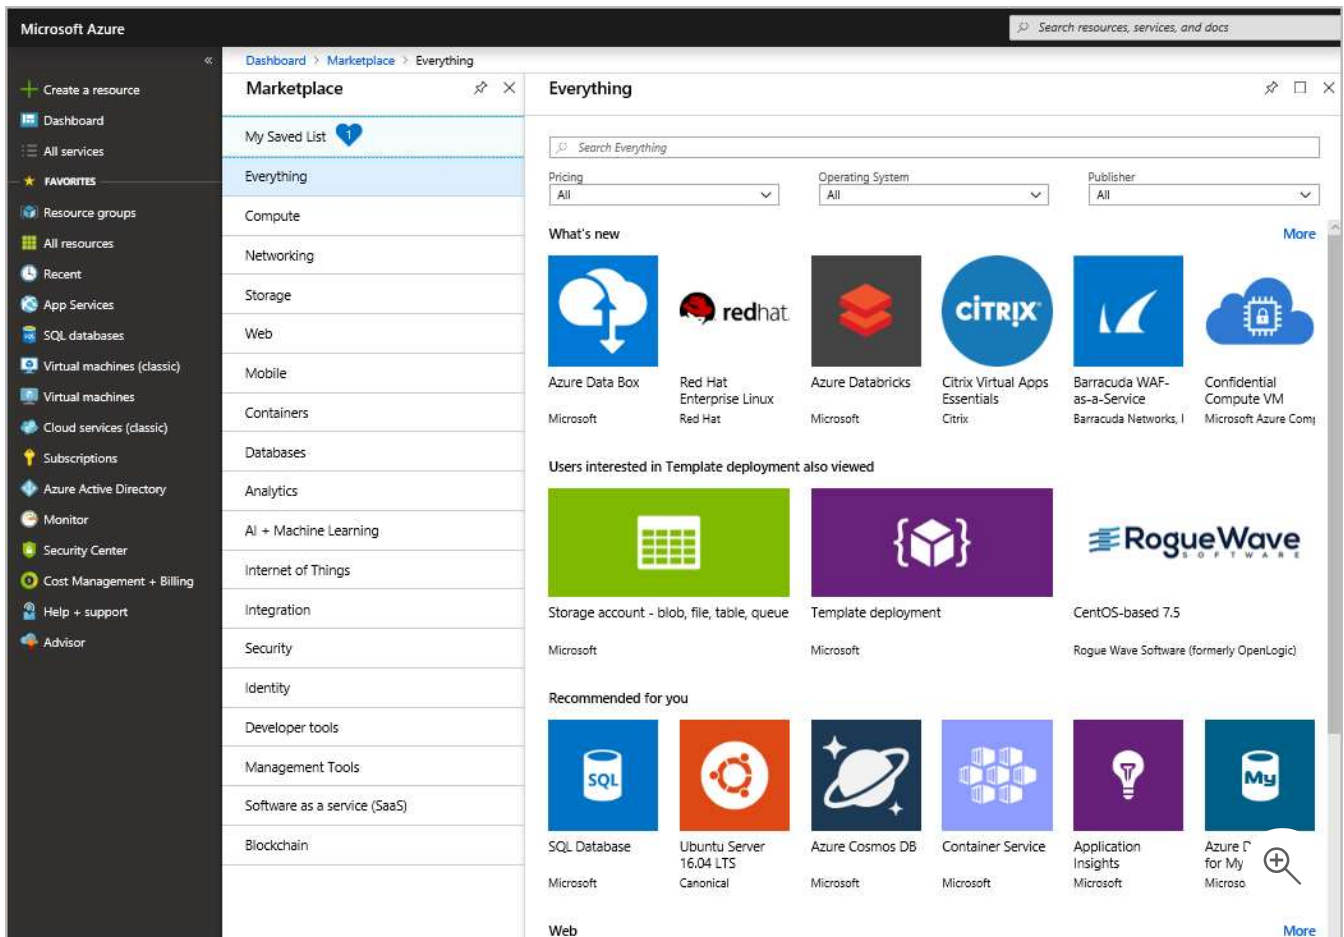 Microsoft Azure
Search resources, services, and docs
«
Create a resource
Dashboard
All services
FAVORITES
Resource groups
All resources
Recent
App Services
SQL databases
Virtual machines (classic)
Virtual machines
Cloud services (classic)
Subscriptions
Azure Active Directory
Monitor
Security Center
Cost Management + Billing
Help + support
Advisor
Dashboard > Marketplace > Everything
Marketplace
My Saved List 1
Everything
Compute
Networking
Storage
Web
Mobile
Containers
Databases
Analytics
AI + Machine Learning
Internet of Things
Integration
Security
Identity
Developer tools
Management Tools
Software as a service (SaaS)
Blockchain
Everything
Search Everything
Pricing
All
Operating System
All
Publisher
All
What's new
More
redhat.
CİTRIX
Azure Data Box
Microsoft
Red Hat
Enterprise Linux
Red Hat
Azure Databricks
Microsoft
Citrix Virtual Apps
Essentials
Citrix
Barracuda WAF-
as-a-Service
Barracuda Networks,
Confidential
Compute VM
Microsoft Azure
Users interested in Template deployment also viewed
{ }
RogueWave
SOFTWARE
Storage account - blob, file, table, queue
Microsoft
Template deployment
Microsoft
CentOS-based 7.5
Rogue Wave Software (formerly OpenLogic)
Recommended for you
SQL
My
SQL Database
Microsoft
Ubuntu Server
16.04 LTS
Canonical
Azure Cosmos DB
Microsoft
Container Service
Microsoft
Application
Insights
Microsoft
Azure
for My
Web
More